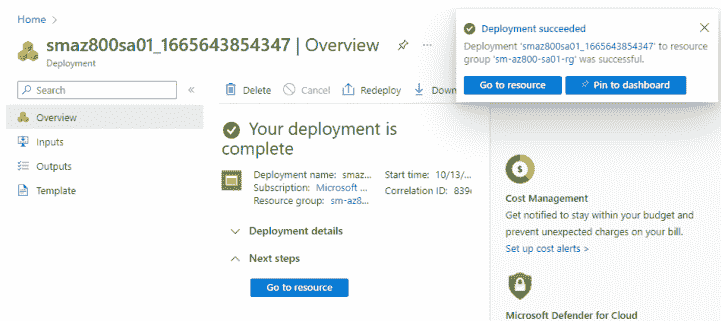 Home >
smaz800sa01_1665643854347 | Overview
Deployment
Search
Overview
Inputs
Outputs
Template
Delete
Cancel
Redeploy
Down
Your deployment is
complete
Deployment name: smaz...
Subscription: Microsoft ...
Resource group: sm-az8...
Start time: 10/13/...
Correlation ID: 839
Deployment details
Next steps
Go to resource
Deployment succeeded
Deployment 'smaz800sa01_1665643854347' to resource
group 'sm-az800-sa01-rg' was successful.
Go to resource
Pin to dashboard
Cost Management
Get notified to stay within your budget and
prevent unexpected charges on your bill.
Set up cost alerts >
Microsoft Defender for Cloud